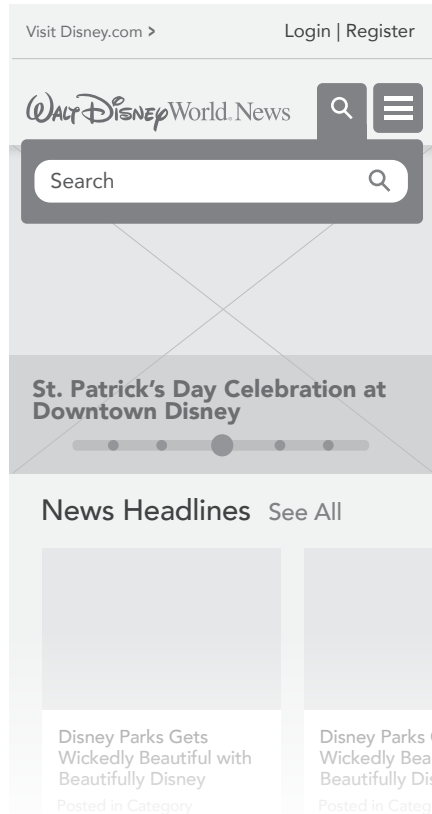 Visit Disney.com >
Login | Register
Walt Disney World. News
Search
St. Patrick's Day Celebration at
Downtown Disney
News Headlines See All
Disney Parks Gets
Wickedly Beautiful with
Beautifully Disney
Posted in Category
Disney Parks
Wickedly Bea
Beautifully Dis
Posted in Categ